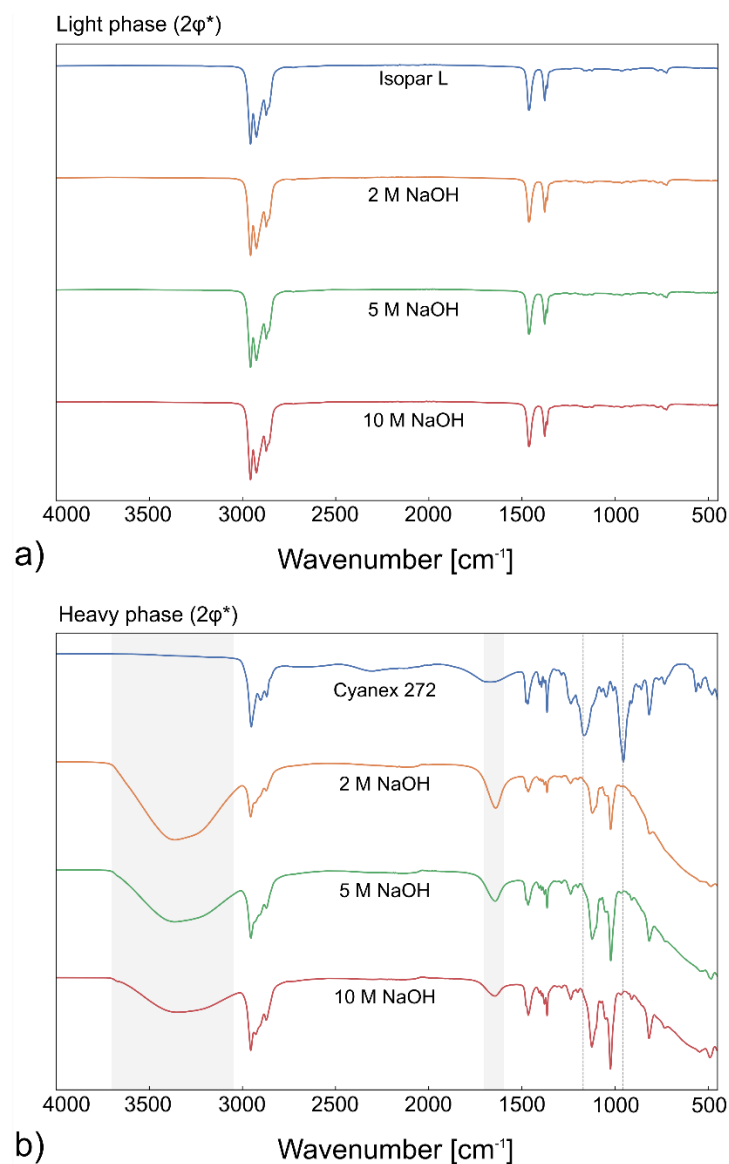 Light phase (2φ*)
Isopar L
2 M NaOH
5 M NaOH
10 M NaOH
4000 3500 3000 2500 2000 1500 1000 500
a) Wavenumber [cm⁻¹]
Heavy phase (2φ*)
Cyanex 272
2 M NaOH
5 M NaOH
10 M NaOH
4000 3500 3000 2500 2000 1500 1000 500
b) Wavenumber [cm⁻¹]